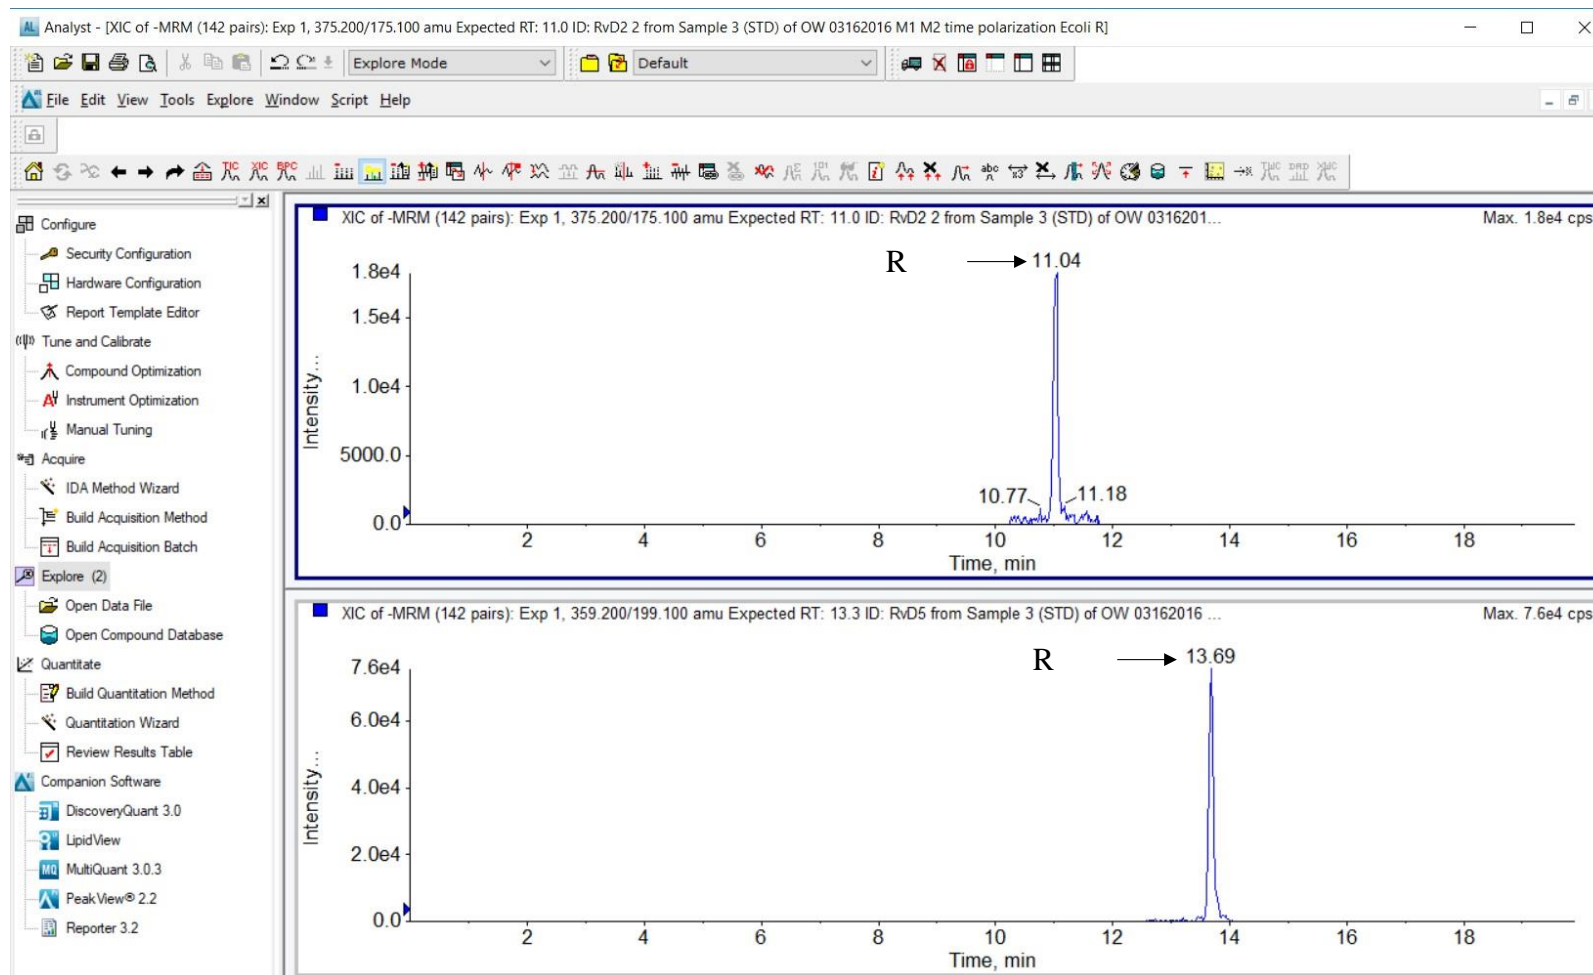 Analyst - [XIC of -MRM (142 pairs): Exp 1, 375.200/175.100 amu Expected RT: 11.0 ID: RvD2 2 from Sample 3 (STD) of OW 03162016 M1 M2 time polarization Ecoli R]
Explore Mode
Default
File Edit View Tools Explore Window Script Help
TIC XIC BPC
Configure
Security Configuration
Hardware Configuration
Report Template Editor
Tune and Calibrate
Compound Optimization
Instrument Optimization
Manual Tuning
Acquire
IDA Method Wizard
Build Acquisition Method
Build Acquisition Batch
Explore (2)
Open Data File
Open Compound Database
Quantitate
Build Quantitation Method
Quantitation Wizard
Review Results Table
Companion Software
DiscoveryQuant 3.0
LipidView
MultiQuant 3.0.3
PeakView® 2.2
Reporter 3.2
XIC of -MRM (142 pairs): Exp 1, 375.200/175.100 amu Expected RT: 11.0 ID: RvD2 2 from Sample 3 (STD) of OW 0316201...
Max. 1.8e4 cps
R
11.04
1.8e4
1.5e4
1.0e4
5000.0
0.0
Intensity...
10.77
11.18
2 4 6 8 10 12 14 16 18
Time, min
XIC of -MRM (142 pairs): Exp 1, 359.200/199.100 amu Expected RT: 13.3 ID: RvD5 from Sample 3 (STD) of OW 03162016 ...
Max. 7.6e4 cps
R
13.69
7.6e4
6.0e4
4.0e4
2.0e4
0.0
Intensity...
2 4 6 8 10 12 14 16 18
Time, min